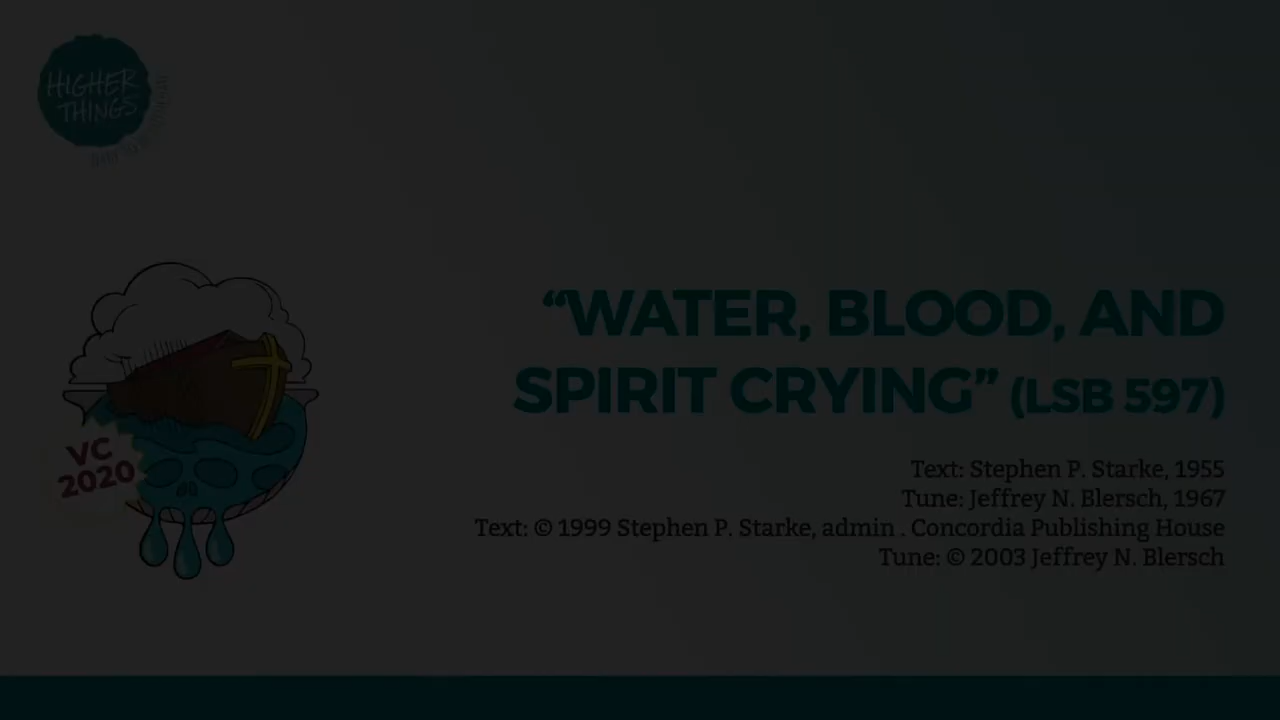 HIGHER
THINGS
"WATER, BLOOD, AND
SPIRIT CRYING" (LSB 597)
VC
2020
Text: Stephen P. Starke, 1955
Tune: Jeffrey N. Blersch, 1967
Text: © 1999 Stephen P. Starke, admin . Concordia Publishing House
Tune: © 2003 Jeffrey N. Blersch